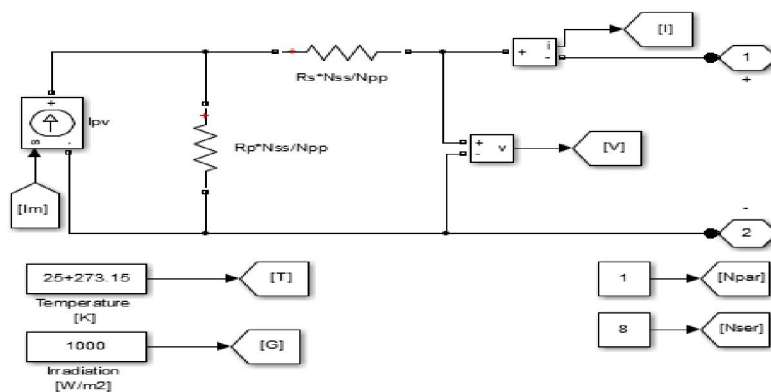 [I]
+
i
-
1
+
Rs*Nss/Npp
+
Ipv
s
-
Rp*Nss/Npp
+
-
v
[V]
[Im]
-
2
25+273.15
[T]
1
[Npar]
Temperature
[K]
8
[Nser]
1000
[G]
Irradiation
[W/m2]